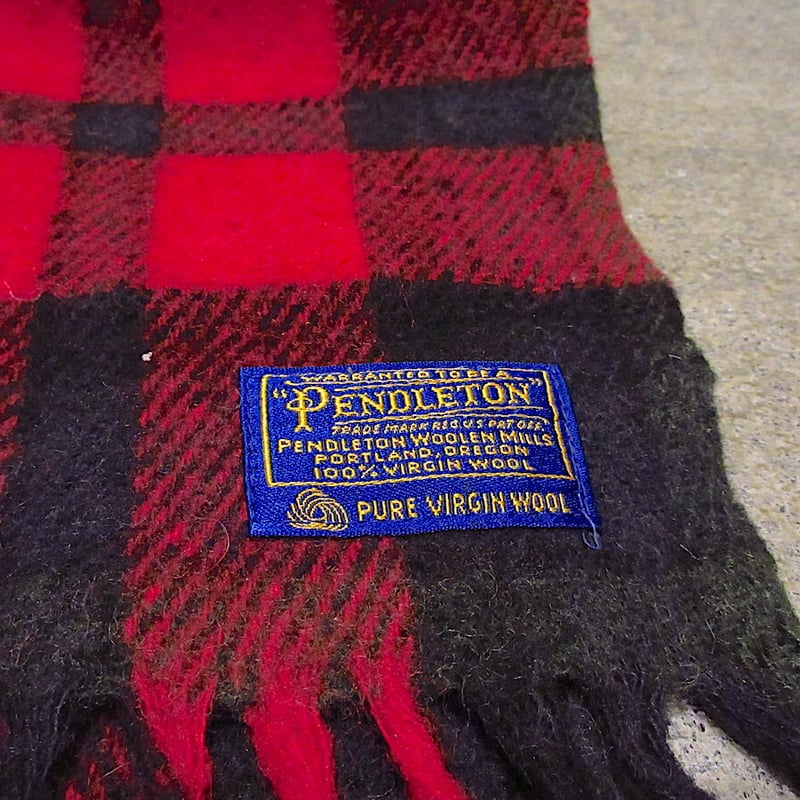 WARRANTED TO BE A
"PENDLETON"
TRADE MARK REG. U.S. PAT. OFF.
PENDLETON WOOLEN MILLS
PORTLAND, OREGON
100% VIRGIN WOOL
PURE VIRGIN WOOL